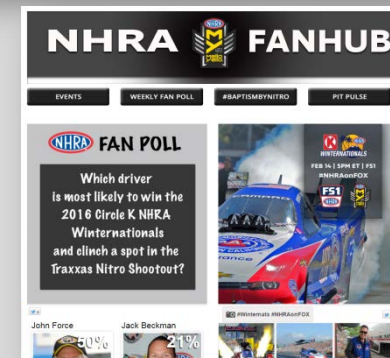 NHRA FANHUB
EVENTS
WEEKLY FAN POLL
#BAPTISMBYNITRO
PIT PULSE
NHRA FAN POLL
Which driver
is most likely to win the
2016 Circle K NHRA
Winternationals
and clinch a spot in the
Traxxas Nitro Shootout?
WINTERNATIONALS
FEB 14 | 5PM ET | FS1
#NHRAonFOX
FS1
#Winternats #NHRAonFOX
John Force
50%
Jack Beckman
21%